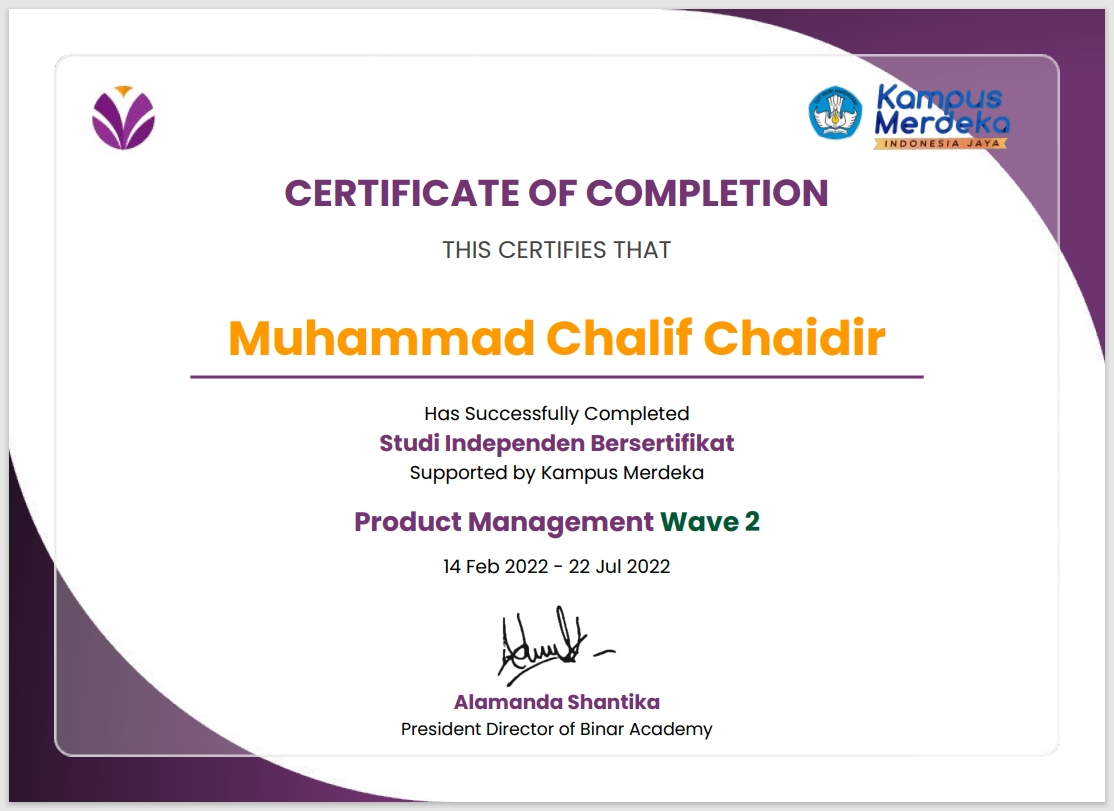 Kampus
Merdeka
INDONESIA JAYA
CERTIFICATE OF COMPLETION
THIS CERTIFIES THAT
Muhammad Chalif Chaidir
Has Successfully Completed
Studi Independen Bersertifikat
Supported by Kampus Merdeka
Product Management Wave 2
14 Feb 2022 - 22 Jul 2022
Alamanda Shantika
President Director of Binar Academy